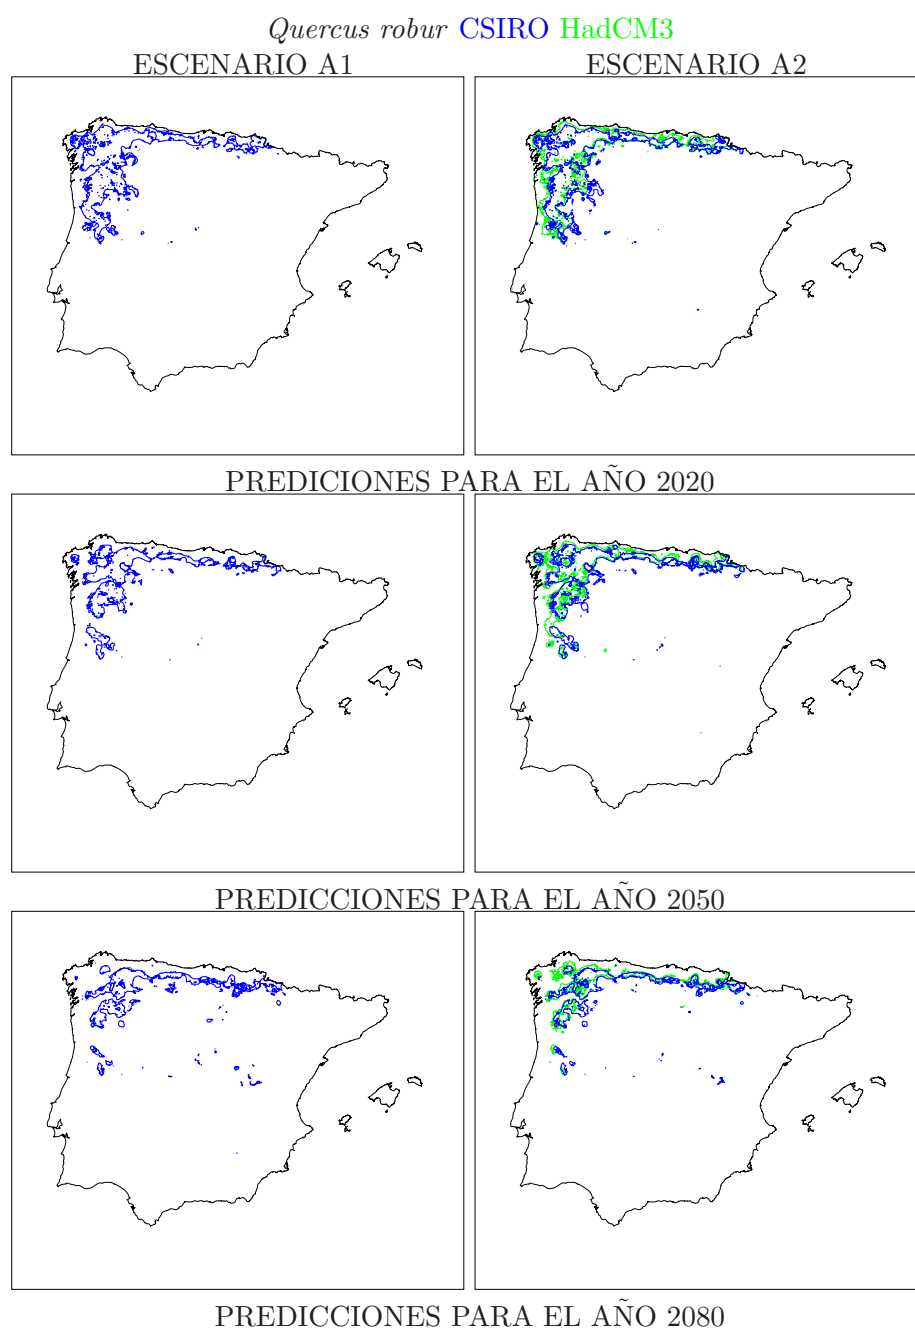 Quercus robur CSIRO HadCM3
ESCENARIO A1 ESCENARIO A2
PREDICIONES PARA EL AÑO 2020
PREDICCIONES PARA EL AÑO 2050
PREDICCIONES PARA EL AÑO 2080